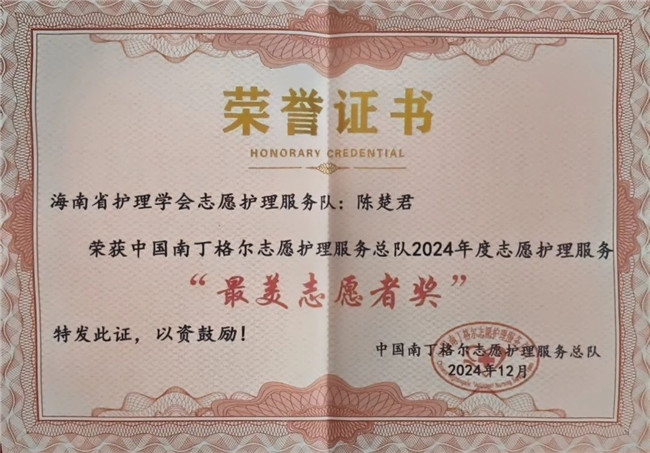 荣誉证书
HONORARY CREDENTIAL
海南省护理学会志愿护理服务队：陈楚君
荣获中国南丁格尔志愿护理服务总队2024年度志愿护理服务
“最美志愿者奖”
特发此证，以资鼓励！
中国南丁格尔志愿护理服务总队
2024年12月